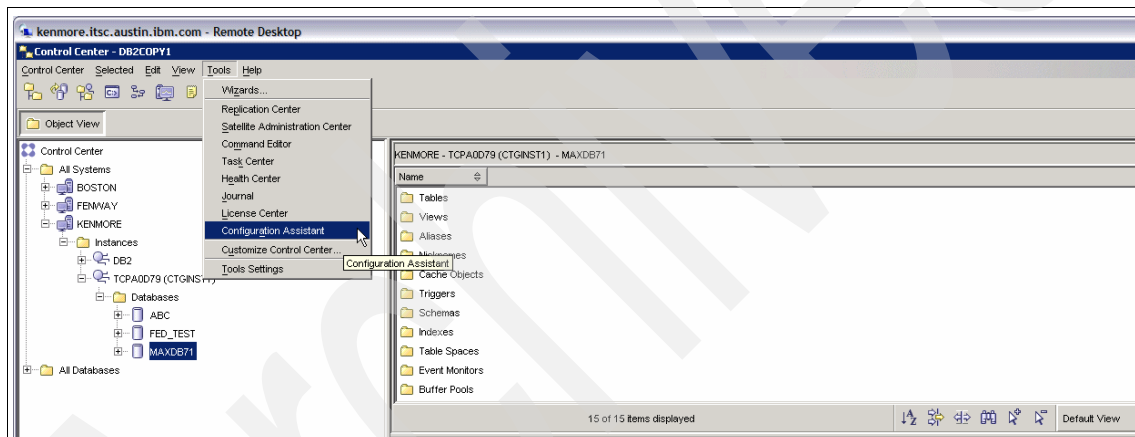 kenmore.itsc.austin.ibm.com - Remote Desktop
Control Center - DB2COPY1
Control Center Selected Edit View Tools Help
Wizards...
Replication Center
Satellite Administration Center
Command Editor
Task Center
Health Center
Journal
License Center
Configuration Assistant
Customize Control Center...
Tools Settings
Configuration Assistant
Object View
Control Center
All Systems
BOSTON
FENWAY
KENMORE
Instances
DB2
TCPA0D79 (CTGINST1)
Databases
ABC
FED_TEST
MAXDB71
All Databases
KENMORE - TCPA0D79 (CTGINST1) - MAXDB71
Name
Tables
Views
Aliases
Nicknames
Cache Objects
Triggers
Schemas
Indexes
Table Spaces
Event Monitors
Buffer Pools
15 of 15 items displayed
Default View